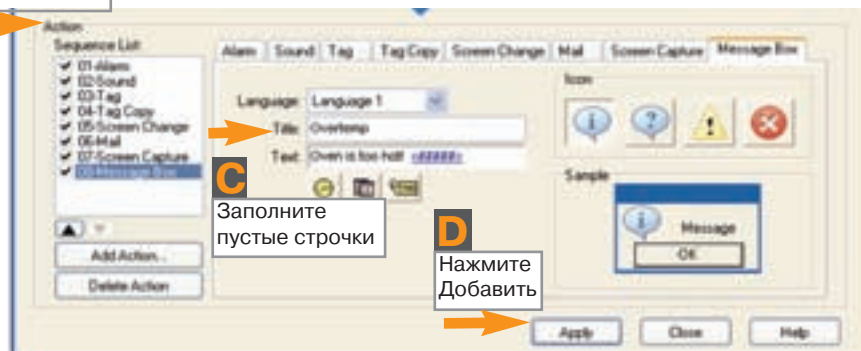 Action
Sequence List:
01-Alarm
02-Sound
03-Tag
04-Tag Copy
05-Screen Change
06-Mail
07-Screen Capture
08-Message Box
Add Action...
Delete Action
Alarm Sound Tag Tag Copy Screen Change Mail Screen Capture Message Box
Language: Language 1
Title: Overtemp
Text: Oven is too hot!
C
Заполните
пустые строчки
D
Нажмите
Добавить
Icon
Sample
Message
OK
Apply Close Help